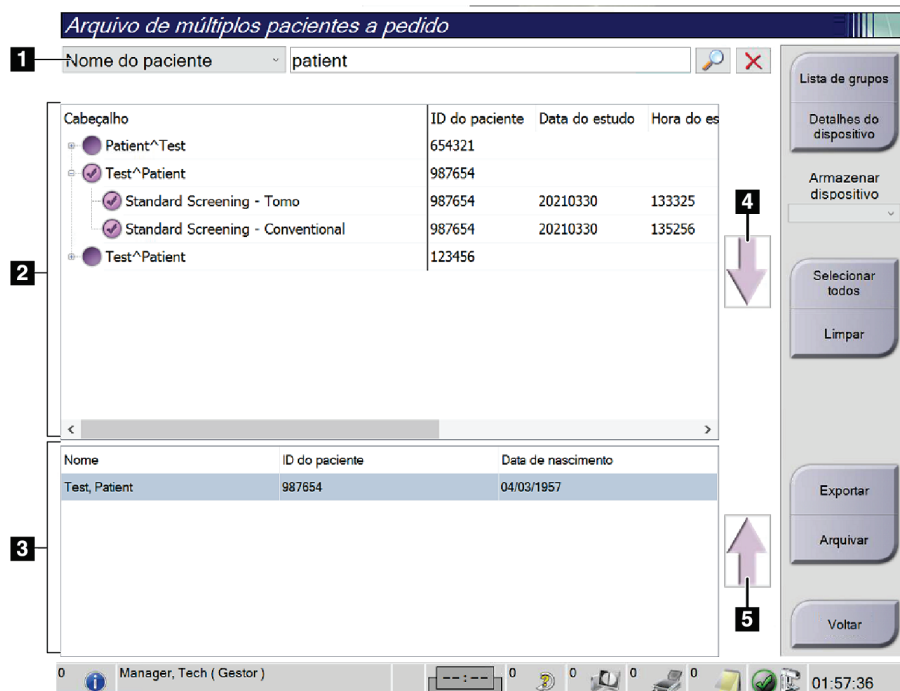 Arquivo de múltiplos pacientes a pedido
1
Nome do paciente
patient
Lista de grupos
Detalhes do
dispositivo
Armazenar
dispositivo
Selecionar
todos
Limpar
Exportar
Arquivar
Voltar
2
Cabeçalho ID do paciente Data do estudo Hora do es
Patient^Test 654321
Test^Patient 987654
Standard Screening - Tomo 987654 20210330 133325
Standard Screening - Conventional 987654 20210330 135256
Test^Patient 123456
4
3
Nome ID do paciente Data de nascimento
Test, Patient 987654 04/03/1957
5
0 Manager, Tech ( Gestor ) --:-- 0 0 0 0 01:57:36